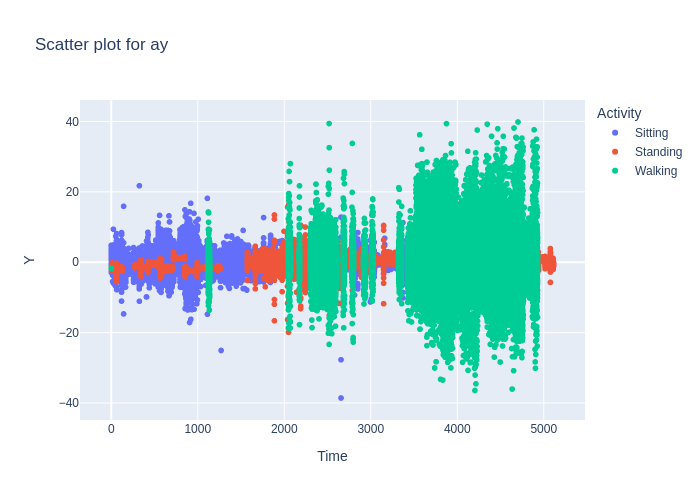 Scatter plot for ay
Activity
Sitting
Standing
Walking
Y
40
20
0
−20
−40
0 1000 2000 3000 4000 5000
Time